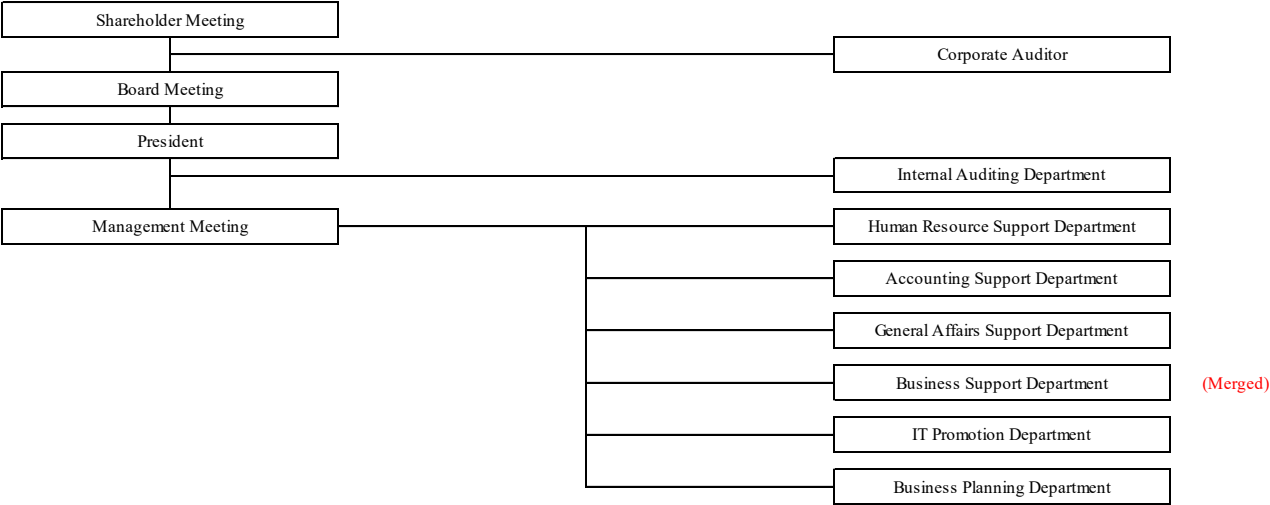 Shareholder Meeting
Corporate Auditor
Board Meeting
President
Internal Auditing Department
Management Meeting
Human Resource Support Department
Accounting Support Department
General Affairs Support Department
Business Support Department (Merged)
IT Promotion Department
Business Planning Department